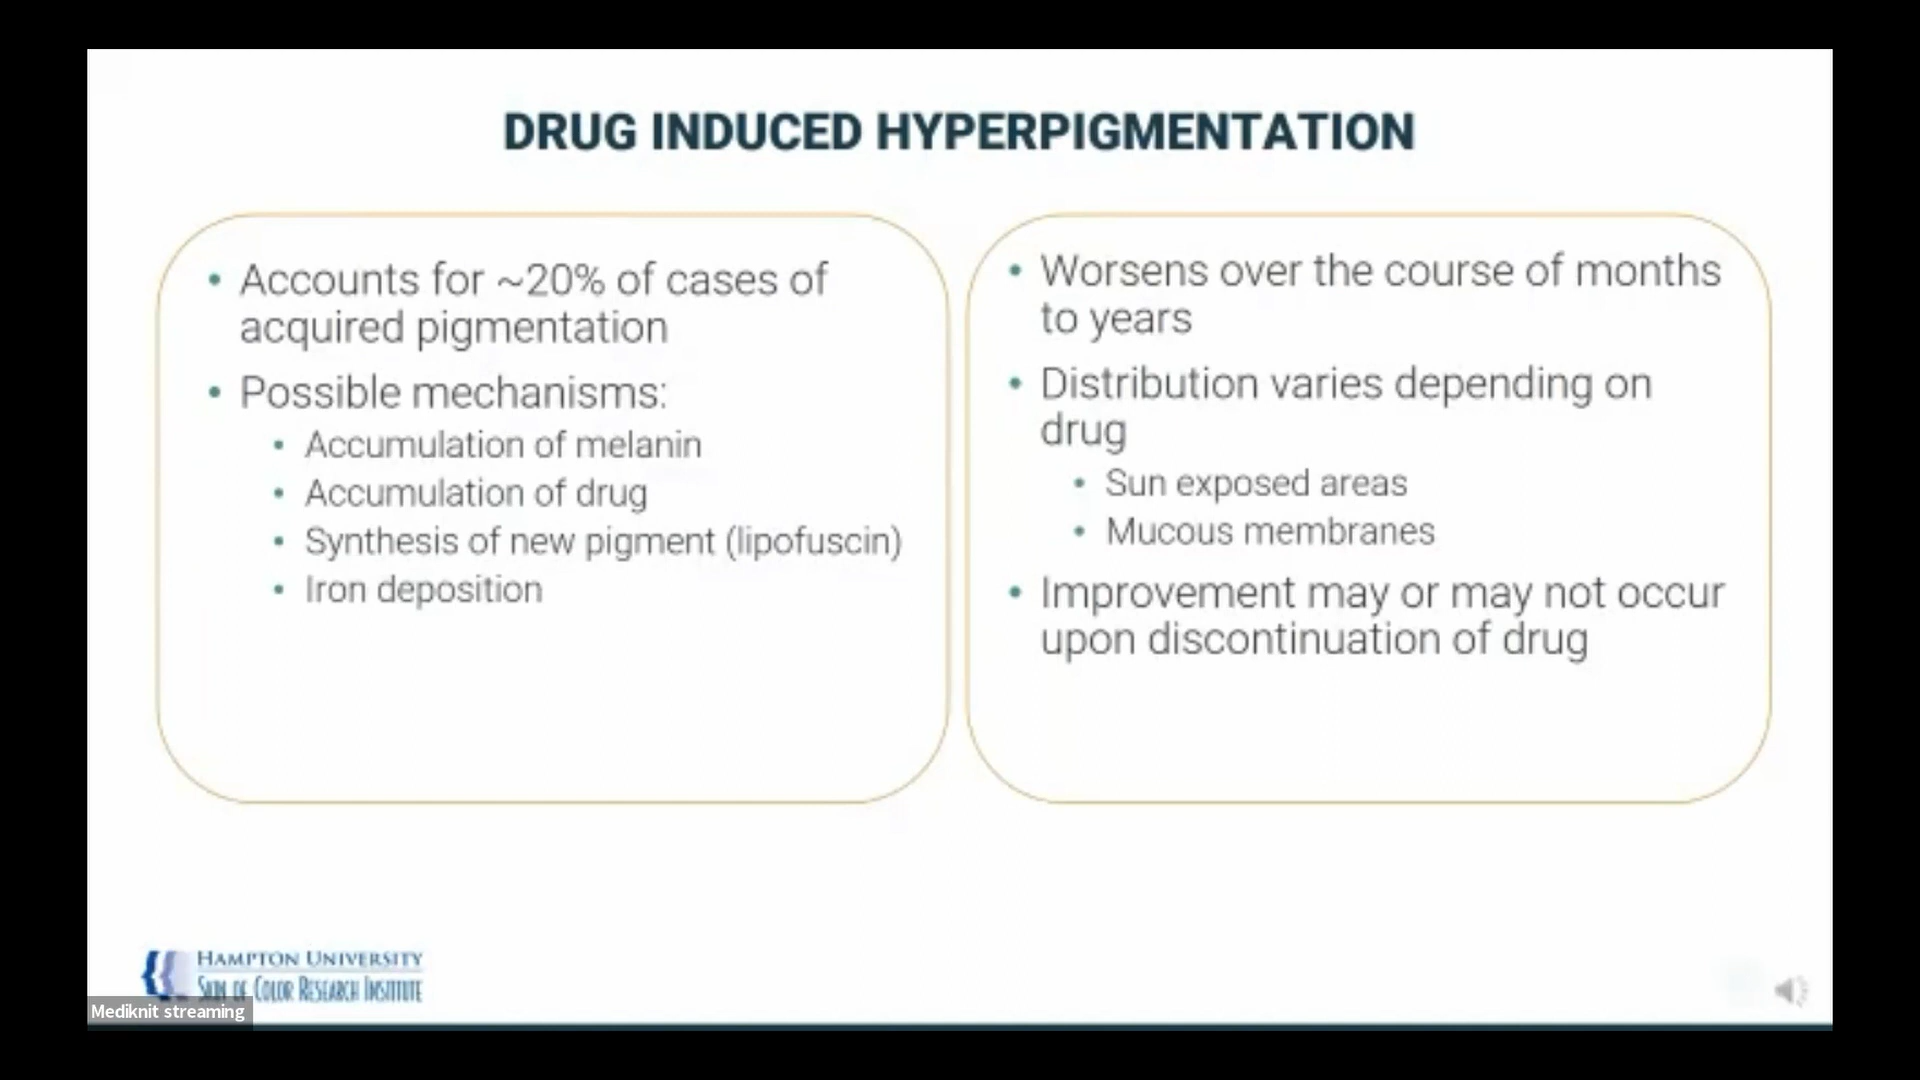 DRUG INDUCED HYPERPIGMENTATION
• Accounts for ~20% of cases of
acquired pigmentation
• Possible mechanisms:
• Accumulation of melanin
• Accumulation of drug
• Synthesis of new pigment (lipofuscin)
• Iron deposition
• Worsens over the course of months
to years
• Distribution varies depending on
drug
• Sun exposed areas
• Mucous membranes
• Improvement may or may not occur
upon discontinuation of drug
HAMPTON UNIVERSITY
SKIN OF COLOR RESEARCH INSTITUTE
Mediknit streaming